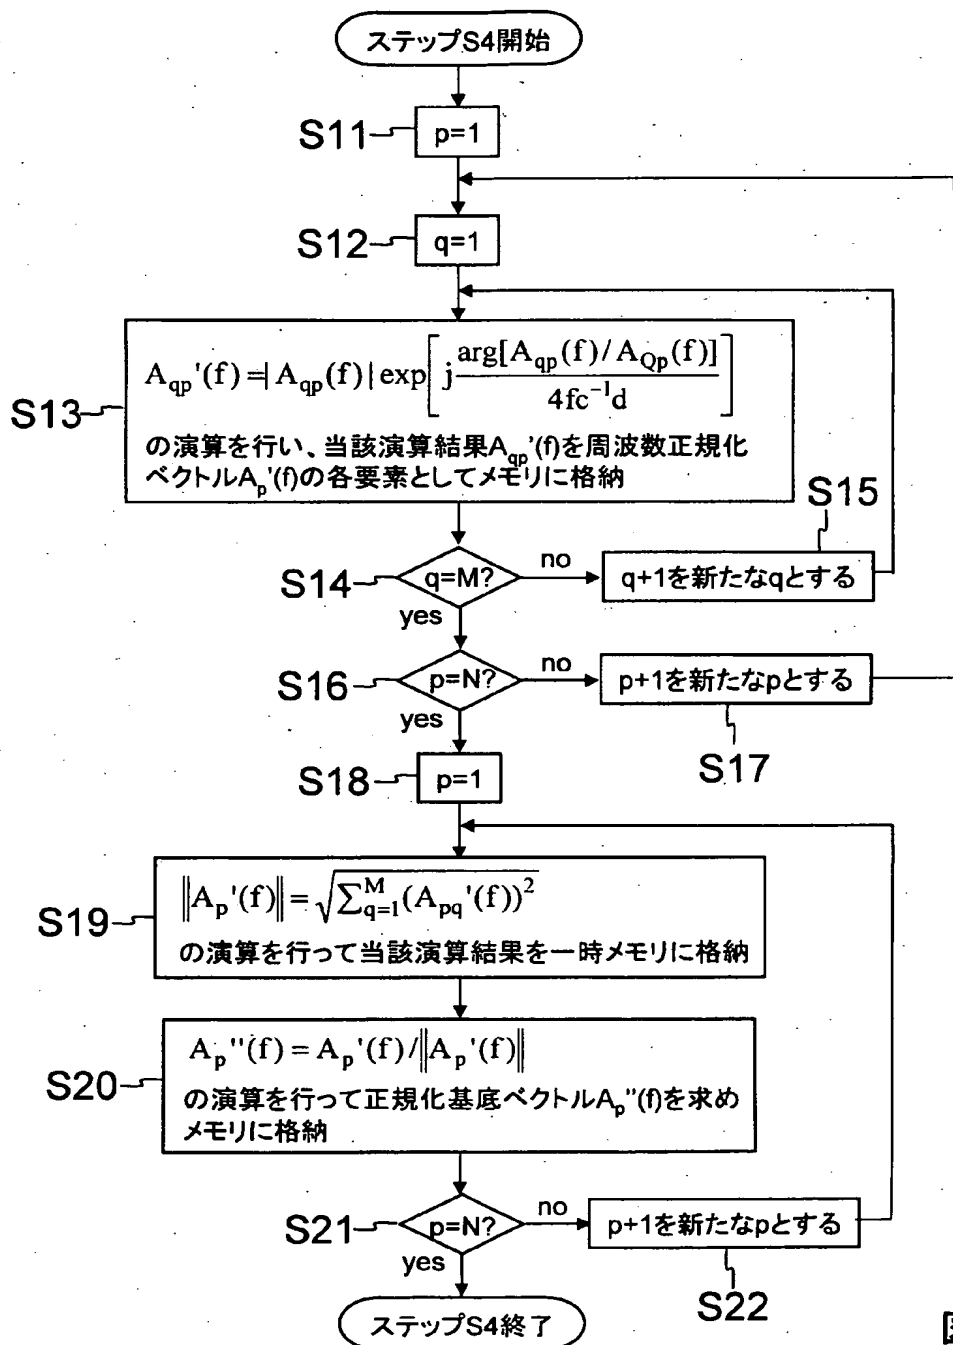 ステップS4開始
S11
p=1
S12
q=1
S13
A_qp'(f)=|A_qp(f)|exp[j arg[A_qp(f)/A_Qp(f)] / 4fc⁻¹d]
の演算を行い、当該演算結果A_qp'(f)を周波数正規化
ベクトルA_p'(f)の各要素としてメモリに格納
S14
q=M?
no
yes
S15
q+1を新たなqとする
S16
p=N?
no
yes
p+1を新たなpとする
S17
S18
p=1
S19
‖A_p'(f)‖=√Σ_{q=1}^{M}(A_pq'(f))²
の演算を行って当該演算結果を一時メモリに格納
S20
A_p''(f)=A_p'(f)/‖A_p'(f)‖
の演算を行って正規化基底ベクトルA_p''(f)を求め
メモリに格納
S21
p=N?
no
yes
p+1を新たなpとする
S22
ステップS4終了